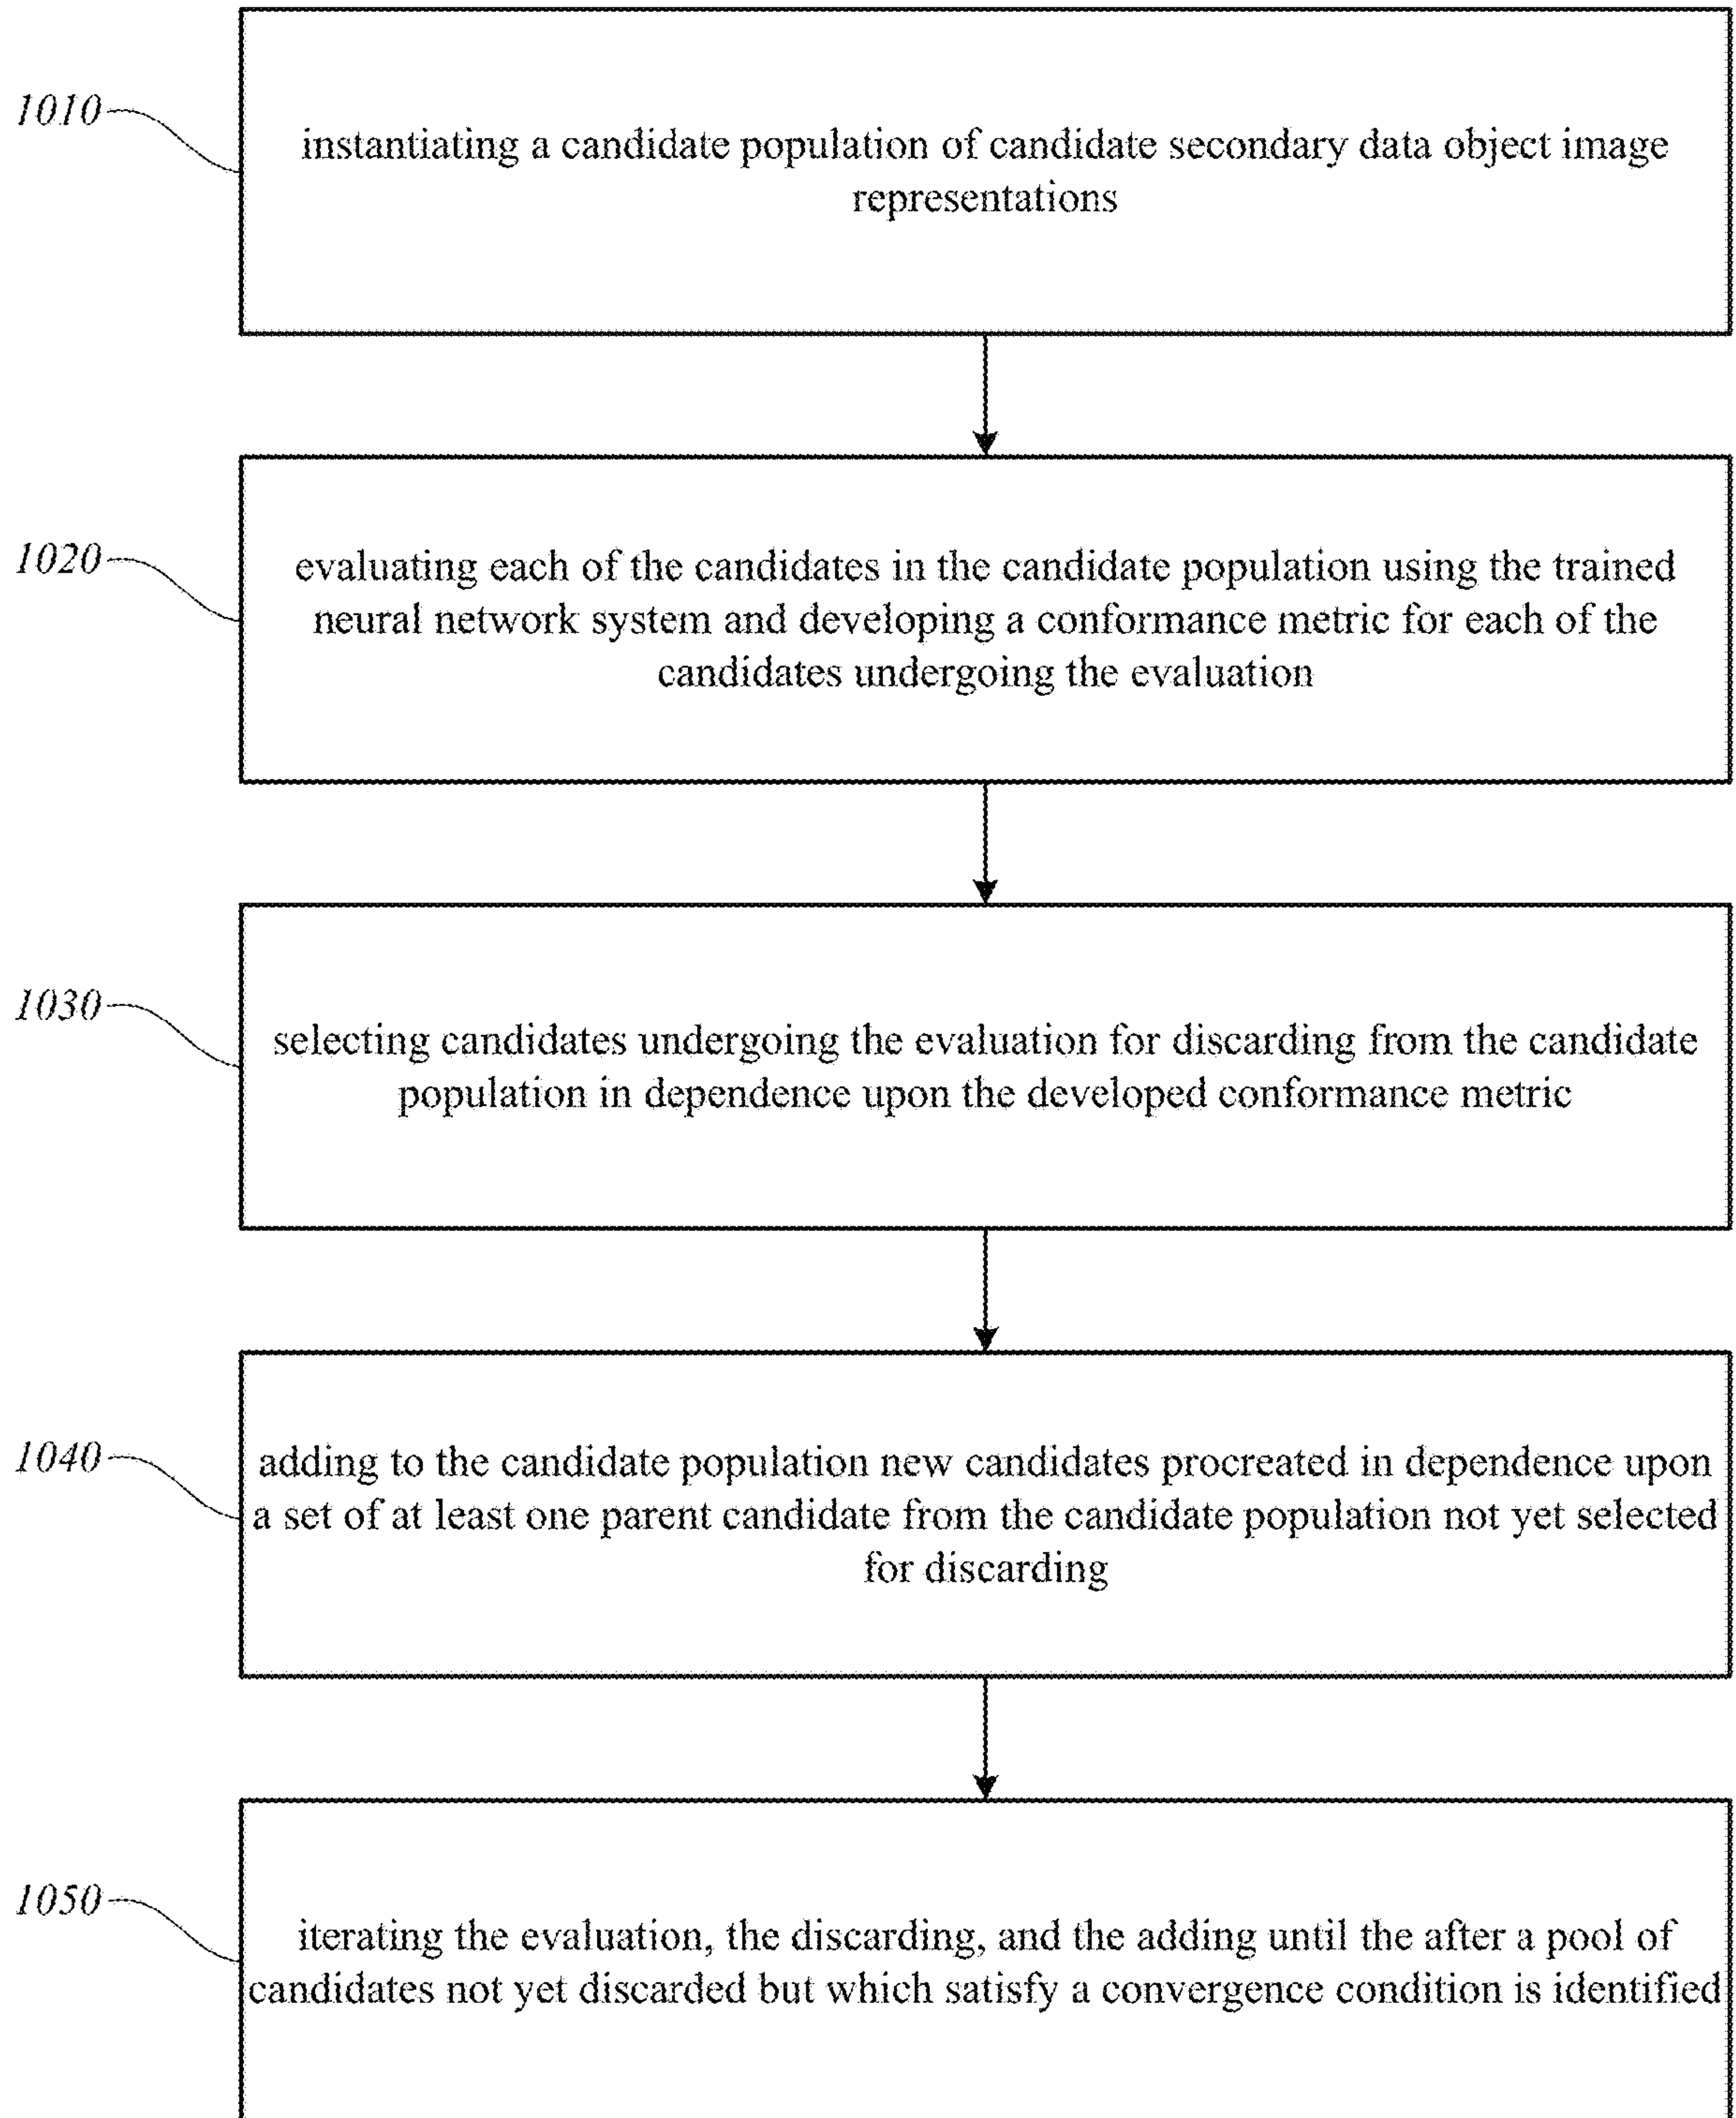 1010
instantiating a candidate population of candidate secondary data object image
representations
1020
evaluating each of the candidates in the candidate population using the trained
neural network system and developing a conformance metric for each of the
candidates undergoing the evaluation
1030
selecting candidates undergoing the evaluation for discarding from the candidate
population in dependence upon the developed conformance metric
1040
adding to the candidate population new candidates procreated in dependence upon
a set of at least one parent candidate from the candidate population not yet selected
for discarding
1050
iterating the evaluation, the discarding, and the adding until the after a pool of
candidates not yet discarded but which satisfy a convergence condition is identified